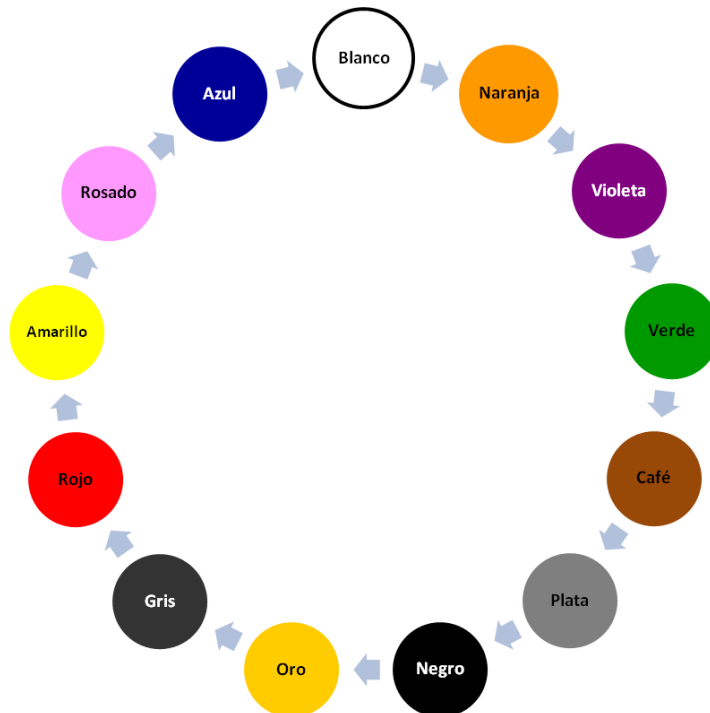 Blanco
Naranja
Violeta
Verde
Café
Plata
Negro
Oro
Gris
Rojo
Amarillo
Rosado
Azul